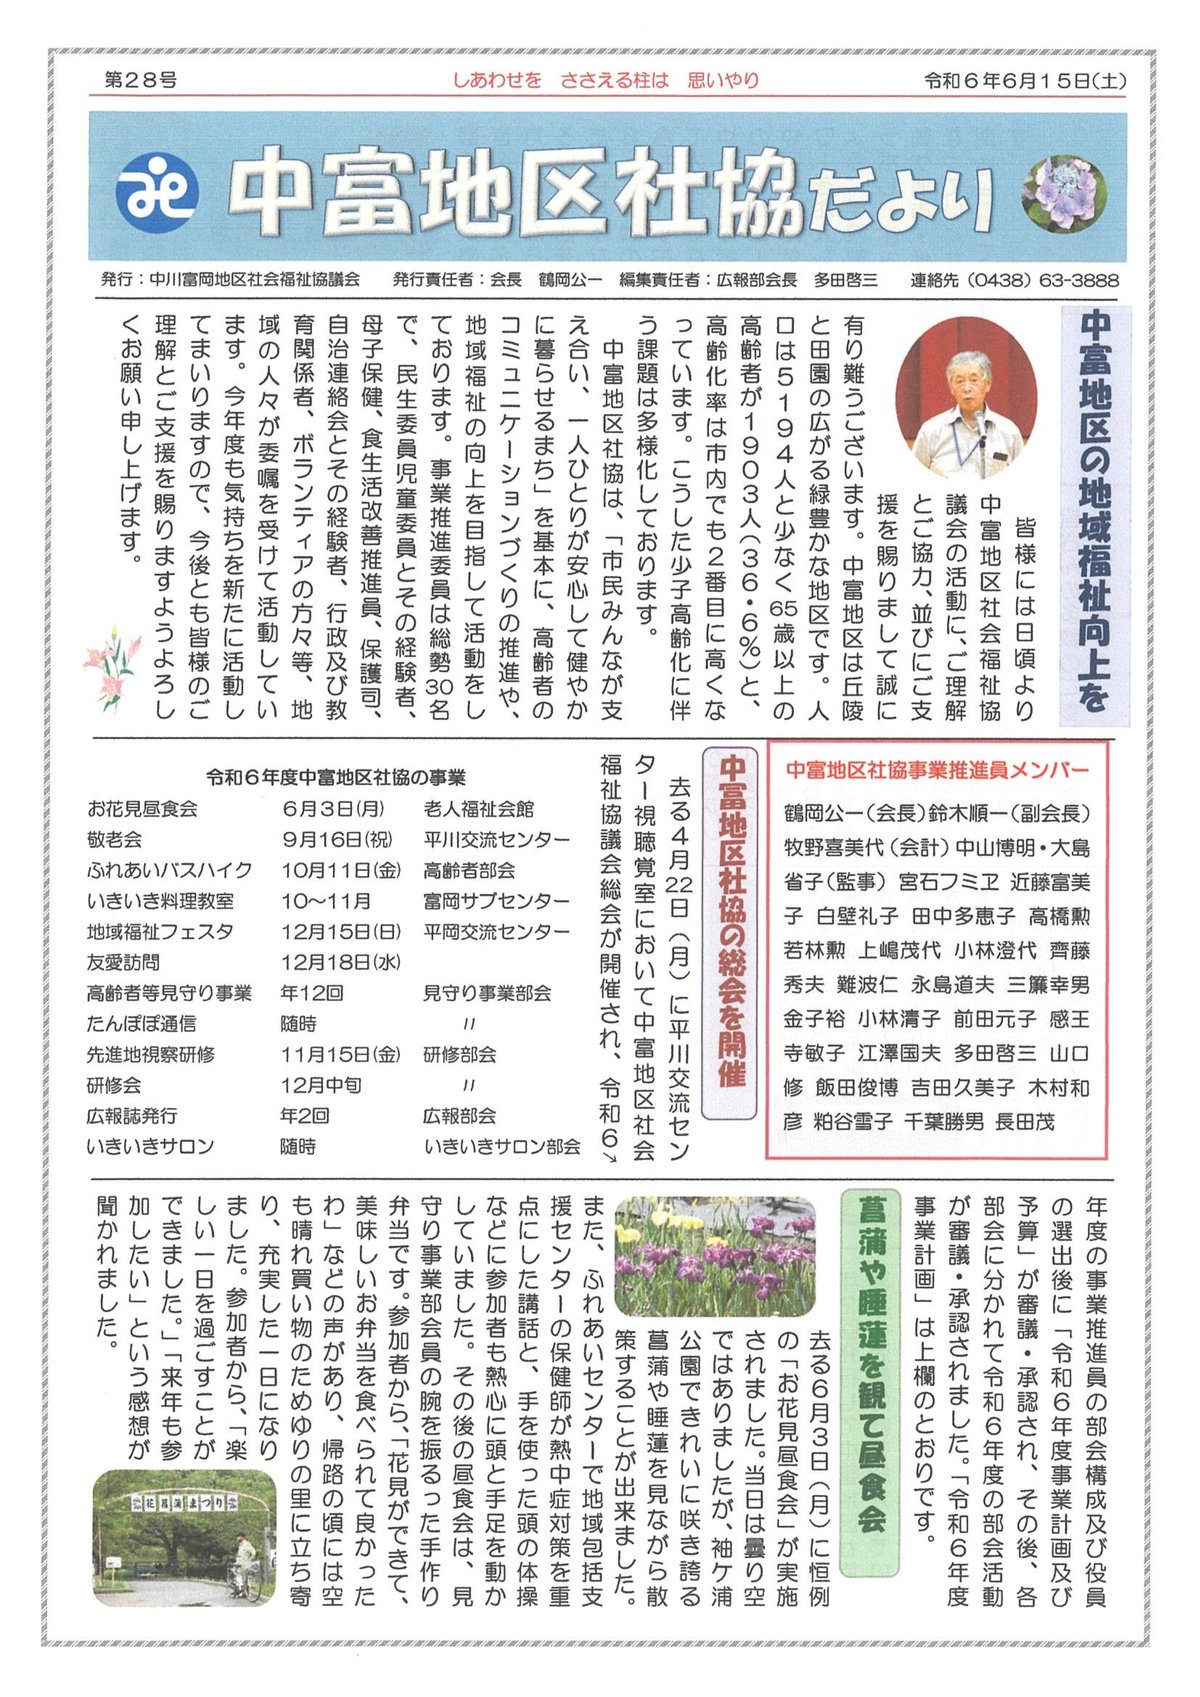 第28号
しあわせを　ささえる柱は　思いやり
令和6年6月15日(土)
中富地区社協だより
発行：中川富岡地区社会福祉協議会　発行責任者：会長　鶴岡公一　編集責任者：広報部会長　多田啓三　連絡先（0438）63-3888
中富地区の地域福祉向上を
皆様には日頃より
中富地区社会福祉協
議会の活動に、ご理解
とご協力、並びにご支
援を賜りまして誠に
有り難うございます。中富地区は丘陵
と田園の広がる緑豊かな地区です。人
口は5194人と少なく65歳以上の
高齢者が1903人（36・6%）と、
高齢化率は市内でも2番目に高くな
っています。こうした少子高齢化に伴
う課題は多様化しております。
中富地区社協は、「市民みんなが支
え合い、一人ひとりが安心して健やか
に暮らせるまち」を基本に、高齢者の
コミュニケーションづくりの推進や、
地域福祉の向上を目指して活動をし
ております。事業推進委員は総勢30名
で、民生委員児童委員とその経験者、
母子保健、食生活改善推進員、保護司、
自治連絡会とその経験者、行政及び教
育関係者、ボランティアの方々等、地
域の人々が委嘱を受けて活動してい
ます。今年度も気持ちを新たに活動し
てまいりますので、今後とも皆様のご
理解とご支援を賜りますようよろし
くお願い申し上げます。
中富地区社協事業推進員メンバー
鶴岡公一（会長）鈴木順一（副会長）
牧野喜美代（会計）中山博明・大島
省子（監事）宮石フミヱ 近藤富美
子 白壁礼子 田中多恵子 高橋勲
若林勲 上嶋茂代 小林澄代 齊藤
秀夫 難波仁 永島道夫 三簾幸男
金子裕 小林清子 前田元子 感王
寺敏子 江澤国夫 多田啓三 山口
修 飯田俊博 吉田久美子 木村和
彦 粕谷雪子 千葉勝男 長田茂
中富地区社協の総会を開催
去る4月22日（月）に平川交流セン
ター視聴覚室において中富地区社会
福祉協議会総会が開催され、令和6↘
令和6年度中富地区社協の事業
お花見昼食会　6月3日(月)　老人福祉会館
敬老会　9月16日(祝)　平川交流センター
ふれあいバスハイク　10月11日(金)　高齢者部会
いきいき料理教室　10〜11月　富岡サブセンター
地域福祉フェスタ　12月15日(日)　平岡交流センター
友愛訪問　12月18日(水)
高齢者等見守り事業　年12回　見守り事業部会
たんぽぽ通信　随時　〃
先進地視察研修　11月15日(金)　研修部会
研修会　12月中旬　〃
広報誌発行　年2回　広報部会
いきいきサロン　随時　いきいきサロン部会
年度の事業推進員の部会構成及び役員
の選出後に「令和6年度事業計画及び
予算」が審議・承認され、その後、各
部会に分かれて令和6年度の部会活動
が審議・承認されました。「令和6年度
事業計画」は上欄のとおりです。
菖蒲や睡蓮を観て昼食会
去る6月3日（月）に恒例
の「お花見昼食会」が実施
されました。当日は曇り空
ではありましたが、袖ケ浦
公園できれいに咲き誇る
菖蒲や睡蓮を見ながら散
策することが出来ました。
また、ふれあいセンターで地域包括支
援センターの保健師が熱中症対策を重
点にした講話と、手を使った頭の体操
などに参加者も熱心に頭と手足を動か
していました。その後の昼食会は、見
守り事業部会員の腕を振るった手作り
弁当です。参加者から、「花見ができて、
美味しいお弁当を食べられて良かった
わ」などの声があり、帰路の頃には空
も晴れ買い物のためゆりの里に立ち寄
り、充実した一日になり
ました。参加者から、「楽
しい一日を過ごすことが
できました。」「来年も参
加したい」という感想が
聞かれました。
花菖蒲まつり